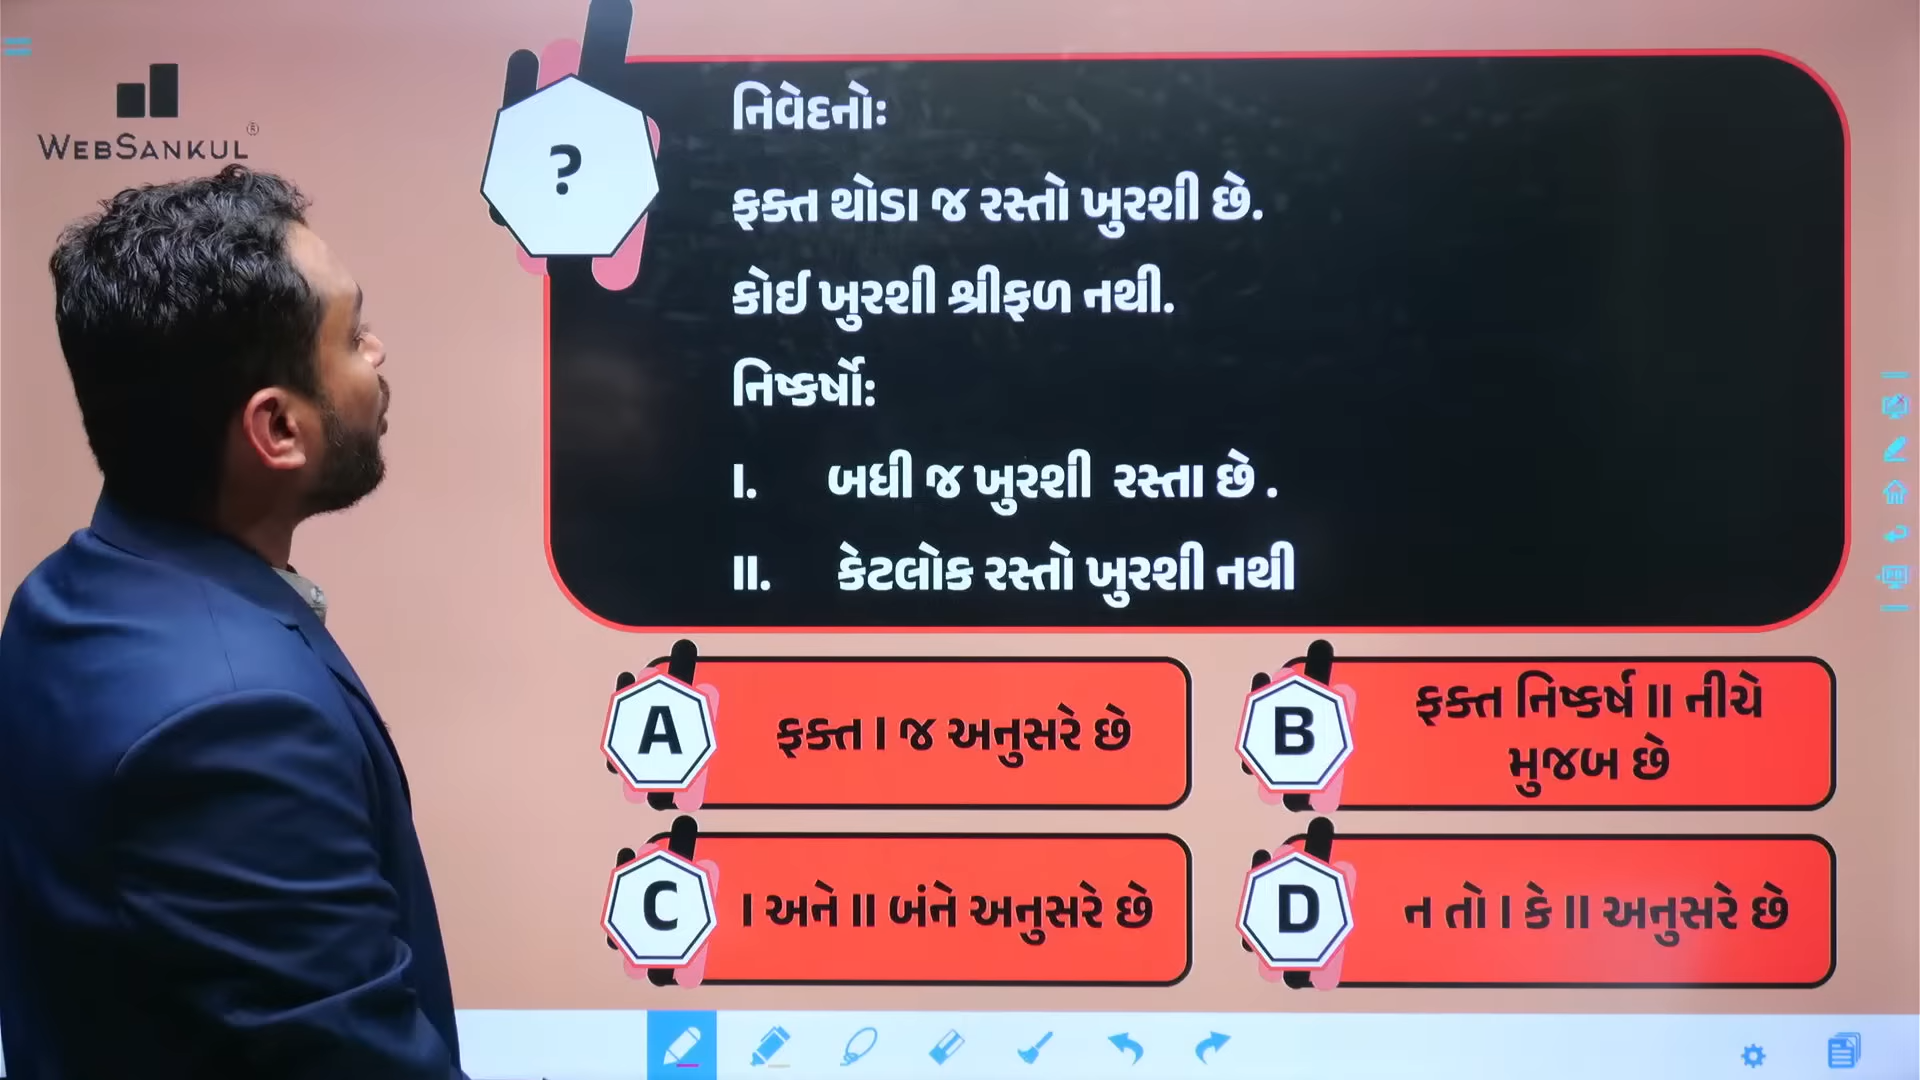 WEBSANKUL®
?
નિવેદનોઃ
ફક્ત થોડા જ રસ્તો ખુરશી છે.
કોઈ ખુરશી શ્રીફળ નથી.
નિષ્કર્ષો:
I. બધી જ ખુરશી રસ્તા છે .
II. કેટલોક રસ્તો ખુરશી નથી
A ફક્ત I જ અનુસરે છે
B ફક્ત નિષ્કર્ષ II નીચે
મુજબ છે
C I અને II બંને અનુસરે છે
D ન તો I કે II અનુસરે છે